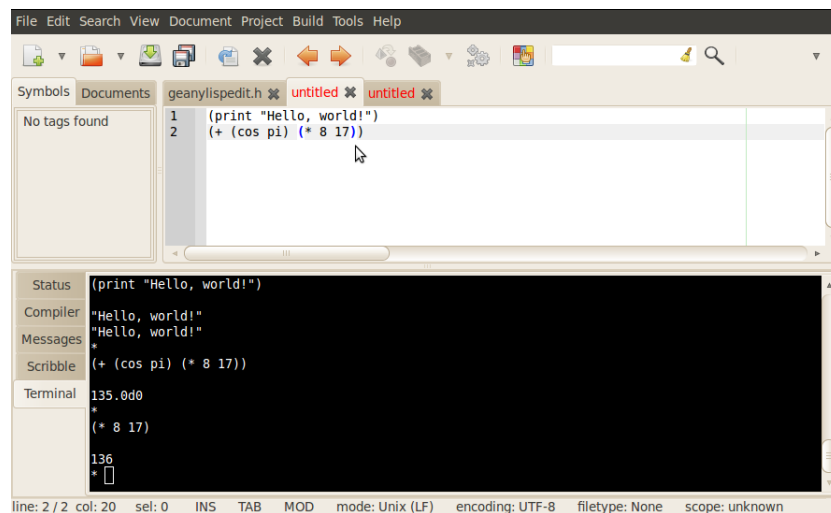 File Edit Search View Document Project Build Tools Help
Symbols Documents
geanylispedit.h untitled untitled
No tags found
1 (print "Hello, world!")
2 (+ (cos pi) (* 8 17))
Status
Compiler
Messages
Scribble
Terminal
(print "Hello, world!")
"Hello, world!"
"Hello, world!"
*
(+ (cos pi) (* 8 17))
135.0d0
*
(* 8 17)
136
*
line: 2 / 2 col: 20 sel: 0 INS TAB MOD mode: Unix (LF) encoding: UTF-8 filetype: None scope: unknown